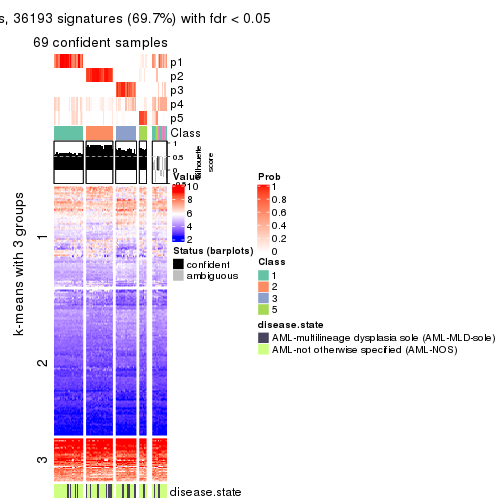 s, 36193 signatures (69.7%) with fdr < 0.05
69 confident samples
p1
p2
p3
p4
p5
Class
1
0.5
0
silhouette
score
k-means with 3 groups
1
2
3
Value
10
8
6
4
2
Status (barplots)
confident
ambiguous
Prob
1
0.8
0.6
0.4
0.2
0
Class
1
2
3
5
disease.state
AML-multilineage dysplasia sole (AML-MLD-sole)
AML-not otherwise specified (AML-NOS)
disease.state